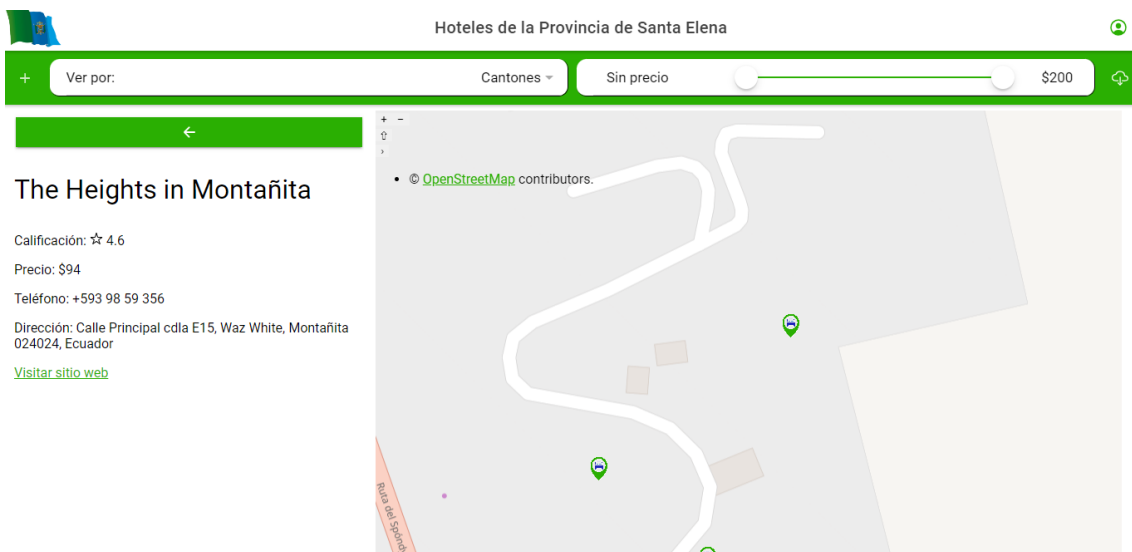 Hoteles de la Provincia de Santa Elena
+ Ver por: Cantones Sin precio $200
The Heights in Montañita
Calificación: ☆ 4.6
Precio: $94
Teléfono: +593 98 59 356
Dirección: Calle Principal cdla E15, Waz White, Montañita
024024, Ecuador
Visitar sitio web
+ −
⇧
›
• © OpenStreetMap contributors.
Ruta del Spónd